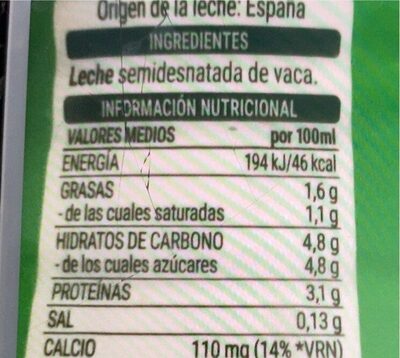 Origen de la leche: España
INGREDIENTES
Leche semidesnatada de vaca.
INFORMACIÓN NUTRICIONAL
VALORES MEDIOS por 100ml
ENERGÍA 194 kJ/46 kcal
GRASAS 1,6 g
- de las cuales saturadas 1,1 g
HIDRATOS DE CARBONO 4,8 g
- de los cuales azúcares 4,8 g
PROTEÍNAS 3,1 g
SAL 0,13 g
CALCIO 110 mg (14% *VRN)